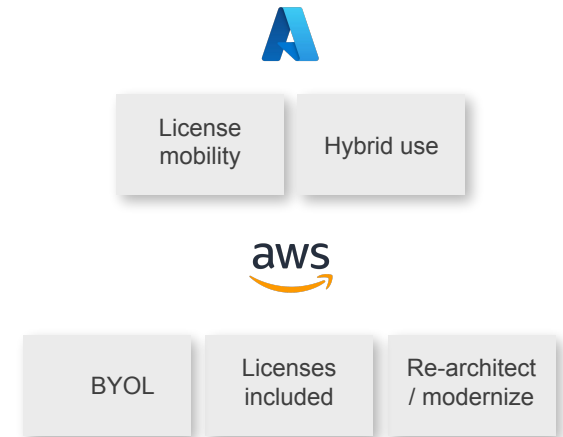 License
mobility
Hybrid use
aws
BYOL
Licenses
included
Re-architect
/ modernize